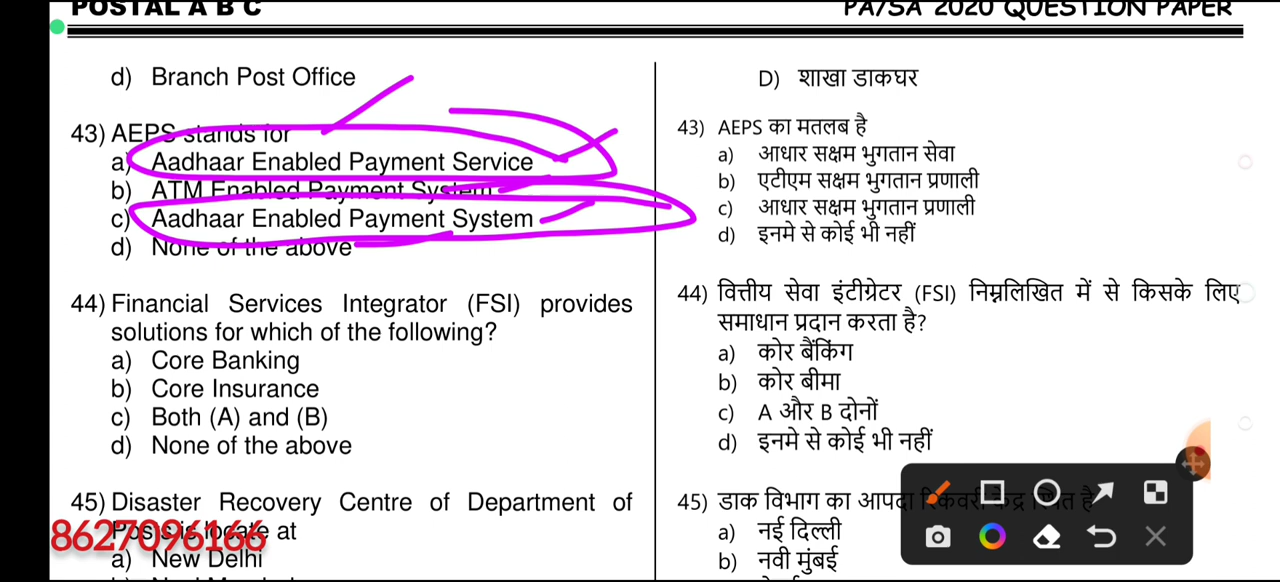 POSTAL A B C
PA/SA 2020 QUESTION PAPER
d) Branch Post Office
43) AEPS stands for
a) Aadhaar Enabled Payment Service
b) ATM Enabled Payment System
c) Aadhaar Enabled Payment System
d) None of the above
44) Financial Services Integrator (FSI) provides
solutions for which of the following?
a) Core Banking
b) Core Insurance
c) Both (A) and (B)
d) None of the above
45) Disaster Recovery Centre of Department of
at
8627096166
a) New Delhi
D) शाखा डाकघर
43) AEPS का मतलब है
a) आधार सक्षम भुगतान सेवा
b) एटीएम सक्षम भुगतान प्रणाली
c) आधार सक्षम भुगतान प्रणाली
d) इनमे से कोई भी नहीं
44) वित्तीय सेवा इंटीग्रेटर (FSI) निम्नलिखित में से किसके लिए
समाधान प्रदान करता है?
a) कोर बैंकिंग
b) कोर बीमा
c) A और B दोनों
d) इनमे से कोई भी नहीं
45) डाक विभाग का आपदा रिकवरी केंद्र स्थित है
a) नई दिल्ली
b) नवी मुंबई